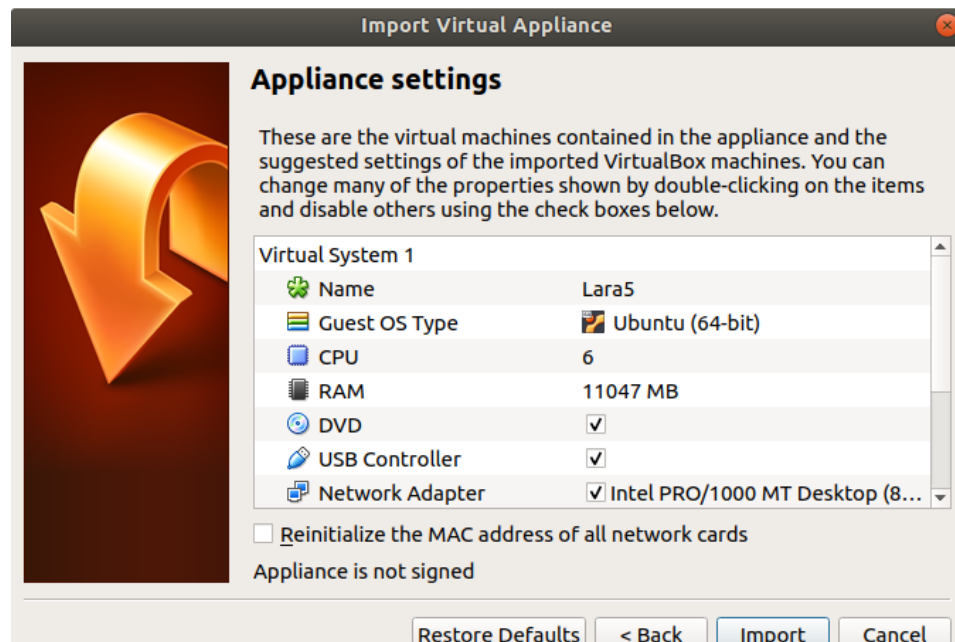 Import Virtual Appliance
Appliance settings
These are the virtual machines contained in the appliance and the
suggested settings of the imported VirtualBox machines. You can
change many of the properties shown by double-clicking on the items
and disable others using the check boxes below.
Virtual System 1
Name Lara5
Guest OS Type Ubuntu (64-bit)
CPU 6
RAM 11047 MB
DVD
USB Controller
Network Adapter Intel PRO/1000 MT Desktop (8...
Reinitialize the MAC address of all network cards
Appliance is not signed
Restore Defaults < Back Import Cancel